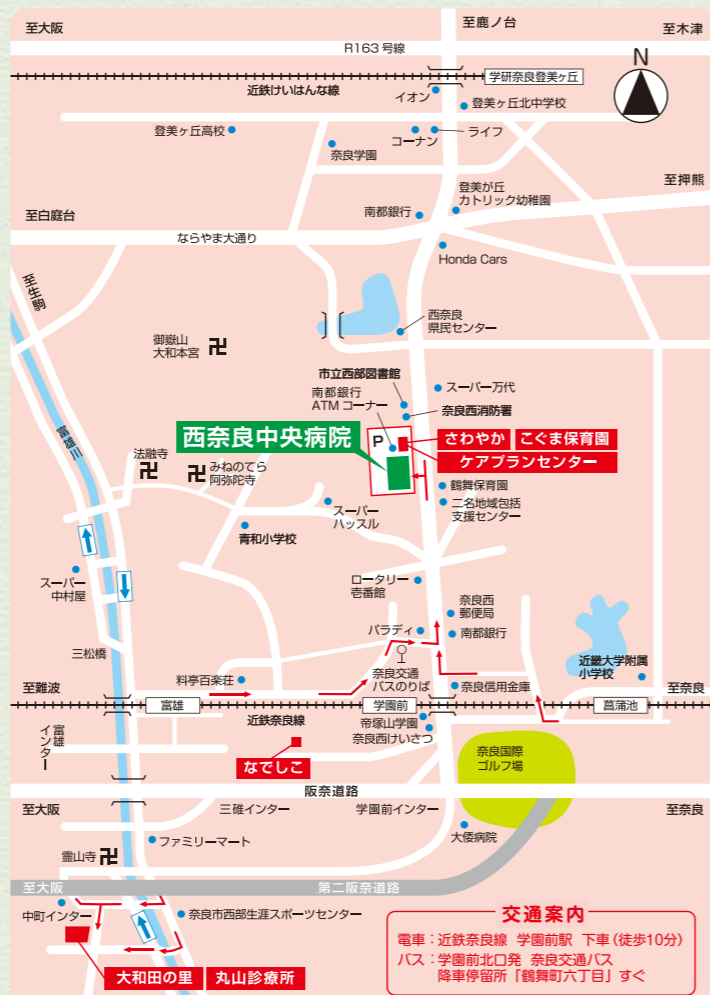 至大阪
至鹿ノ台
至木津
R163号線
N
学研奈良登美ヶ丘
近鉄けいはんな線
イオン
登美ヶ丘北中学校
登美ヶ丘高校
コーナン
ライフ
奈良学園
至押熊
登美が丘
カトリック幼稚園
南都銀行
至白庭台
ならやま大通り
Honda Cars
至生駒
西奈良
県民センター
御嶽山
大和本宮
市立西部図書館
スーパー万代
南都銀行
ATMコーナー
奈良西消防署
富雄川
西奈良中央病院
P
さわやか
こぐま保育園
ケアプランセンター
法融寺
みねのてら
阿弥陀寺
鶴舞保育園
二名地域包括
支援センター
スーパー
ハッスル
青和小学校
スーパー
中村屋
ロータリー
壱番館
奈良西
郵便局
パラディ
南都銀行
三松橋
近畿大学附属
小学校
料亭百楽荘
奈良交通
バスのりば
奈良信用金庫
至難波
至奈良
富雄
学園前
菖蒲池
近鉄奈良線
帝塚山学園
奈良西けいさつ
富雄
インター
なでしこ
奈良国際
ゴルフ場
阪奈道路
至大阪
三碓インター
学園前インター
至奈良
ファミリーマート
大倭病院
霊山寺
至大阪
第二阪奈道路
中町インター
奈良市西部生涯スポーツセンター
大和田の里
丸山診療所
交通案内
電車：近鉄奈良線 学園前駅 下車（徒歩10分）
バス：学園前北口発 奈良交通バス
降車停留所「鶴舞町六丁目」すぐ